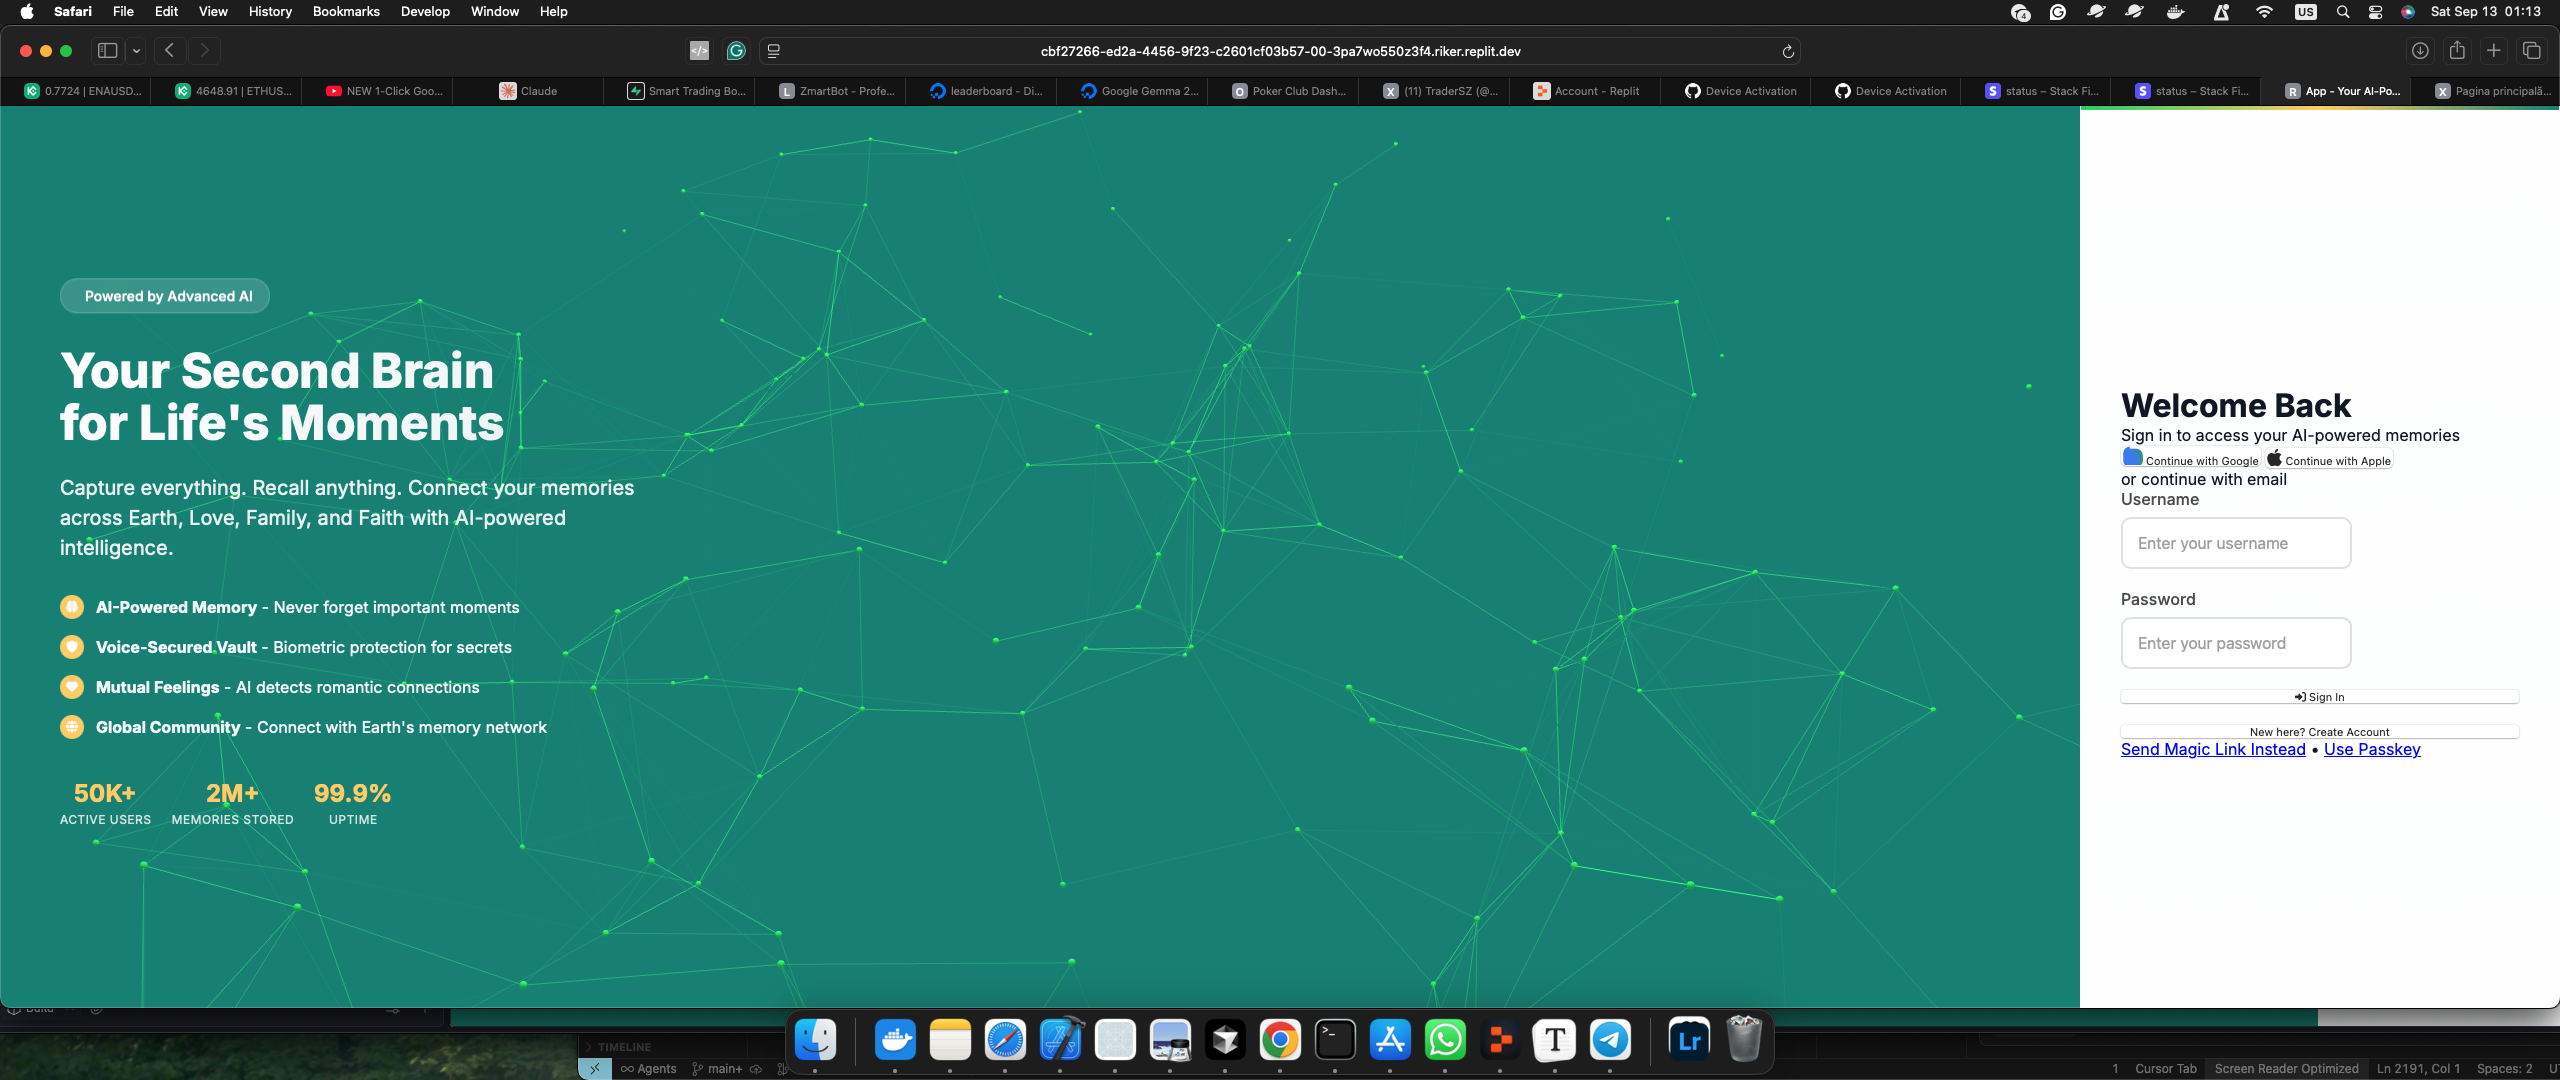 Safari File Edit View History Bookmarks Develop Window Help
4 US Sat Sep 13 01:13
cbf27266-ed2a-4456-9f23-c2601cf03b57-00-3pa7wo550z3f4.riker.replit.dev
0.7724 | ENAUSD...
4648.91 | ETHUS...
NEW 1-Click Goo...
Claude
Smart Trading Bo...
L ZmartBot - Profe...
leaderboard - Di...
Google Gemma 2...
O Poker Club Dash...
X (11) TraderSZ (@...
Account - Replit
Device Activation
Device Activation
S status – Stack Fi...
S status – Stack Fi...
R App - Your AI-Po...
X Pagina principală...
Powered by Advanced AI
Your Second Brain
for Life's Moments
Capture everything. Recall anything. Connect your memories
across Earth, Love, Family, and Faith with AI-powered
intelligence.
AI-Powered Memory - Never forget important moments
Voice-Secured Vault - Biometric protection for secrets
Mutual Feelings - AI detects romantic connections
Global Community - Connect with Earth's memory network
50K+
ACTIVE USERS
2M+
MEMORIES STORED
99.9%
UPTIME
Welcome Back
Sign in to access your AI-powered memories
Continue with Google Continue with Apple
or continue with email
Username
Enter your username
Password
Enter your password
Sign In
New here? Create Account
Send Magic Link Instead • Use Passkey
TIMELINE
Agents main+
1 Cursor Tab Screen Reader Optimized Ln 2191, Col 1 Spaces: 2
T
Lr